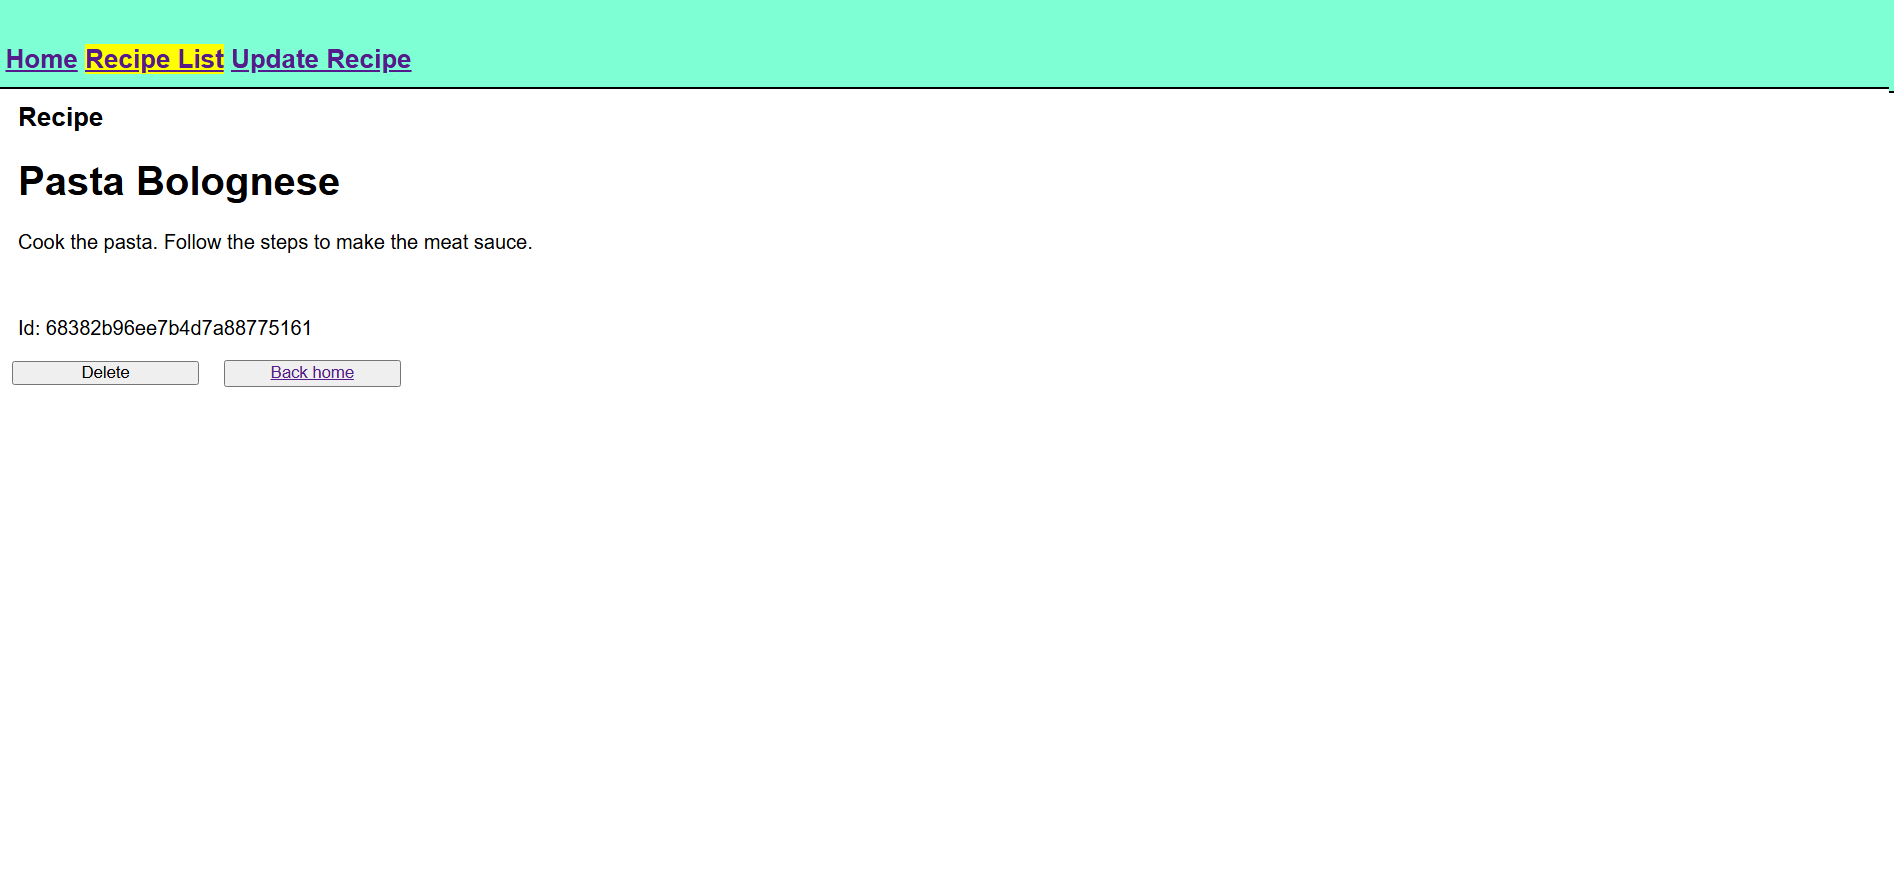 Home Recipe List Update Recipe
Recipe
Pasta Bolognese
Cook the pasta. Follow the steps to make the meat sauce.
Id: 68382b96ee7b4d7a88775161
Delete Back home